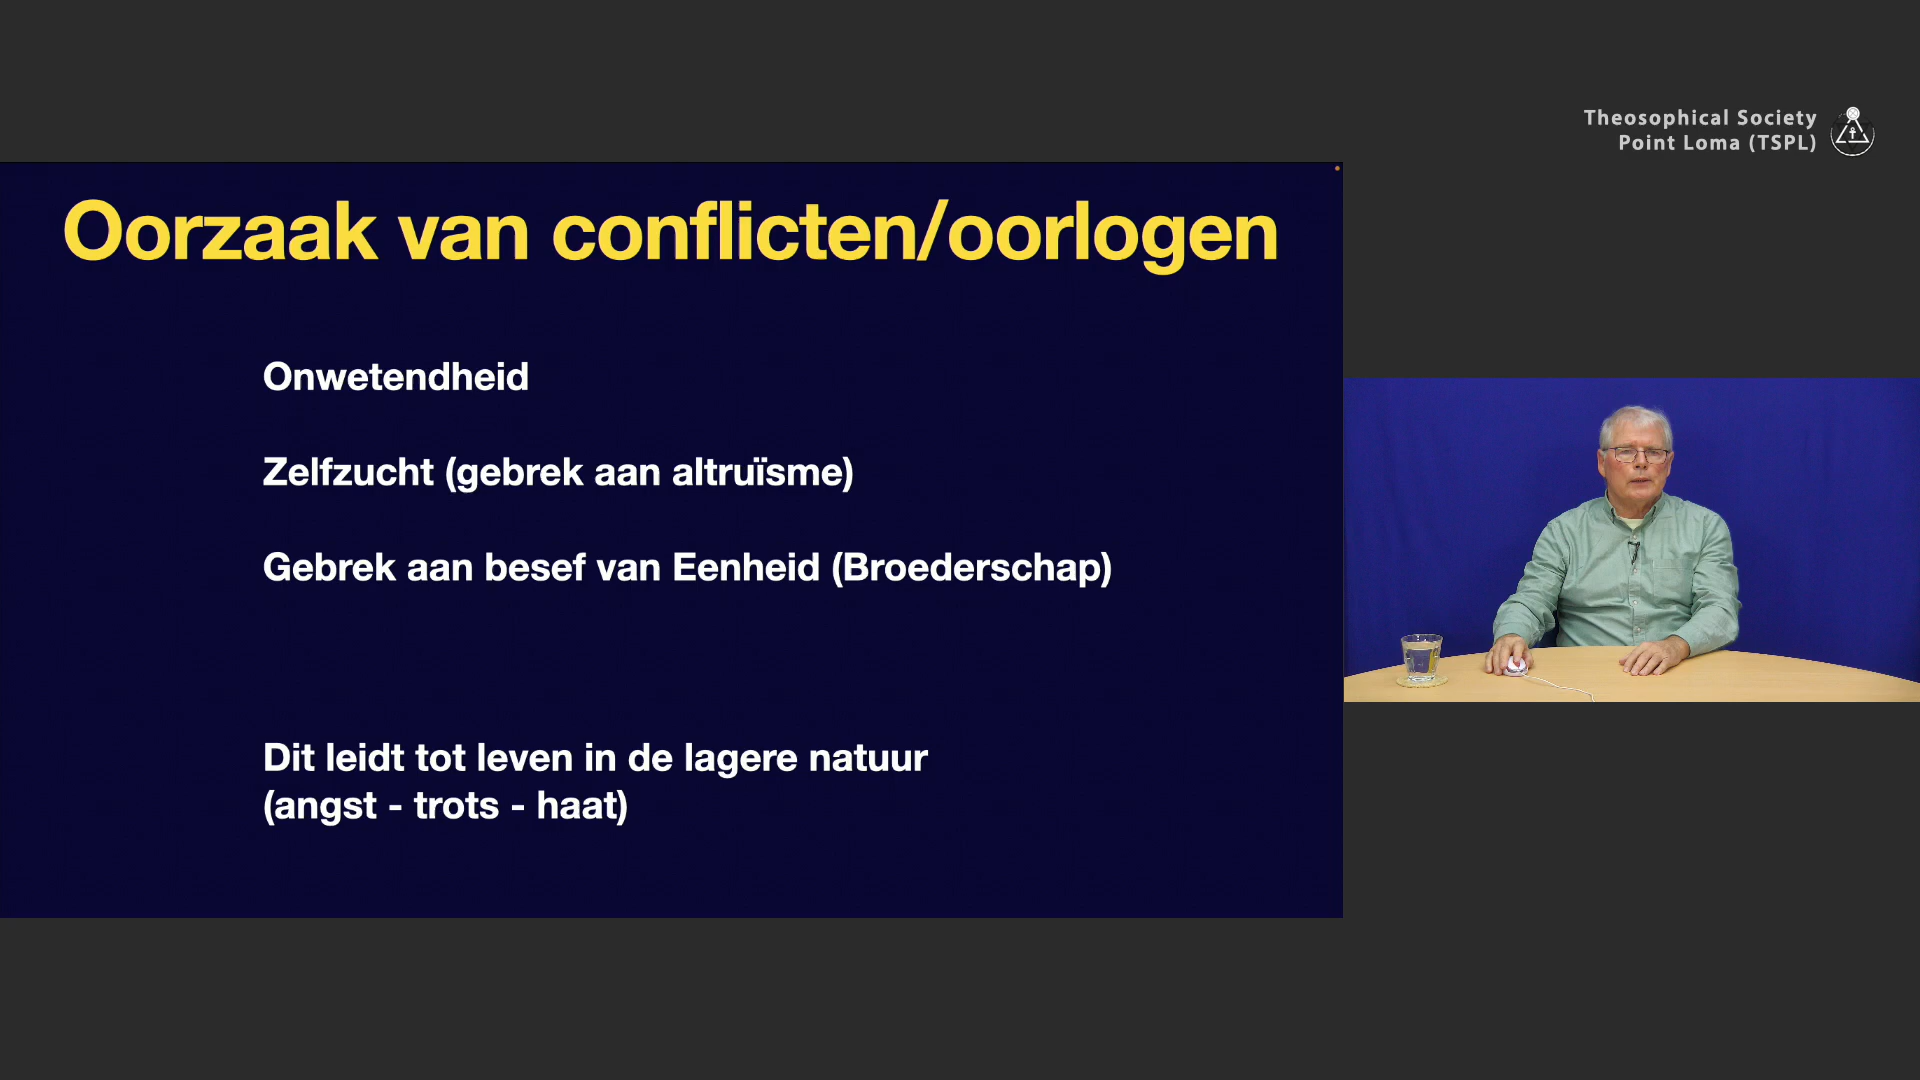 Theosophical Society
Point Loma (TSPL)
Oorzaak van conflicten/oorlogen
Onwetendheid
Zelfzucht (gebrek aan altruïsme)
Gebrek aan besef van Eenheid (Broederschap)
Dit leidt tot leven in de lagere natuur
(angst - trots - haat)